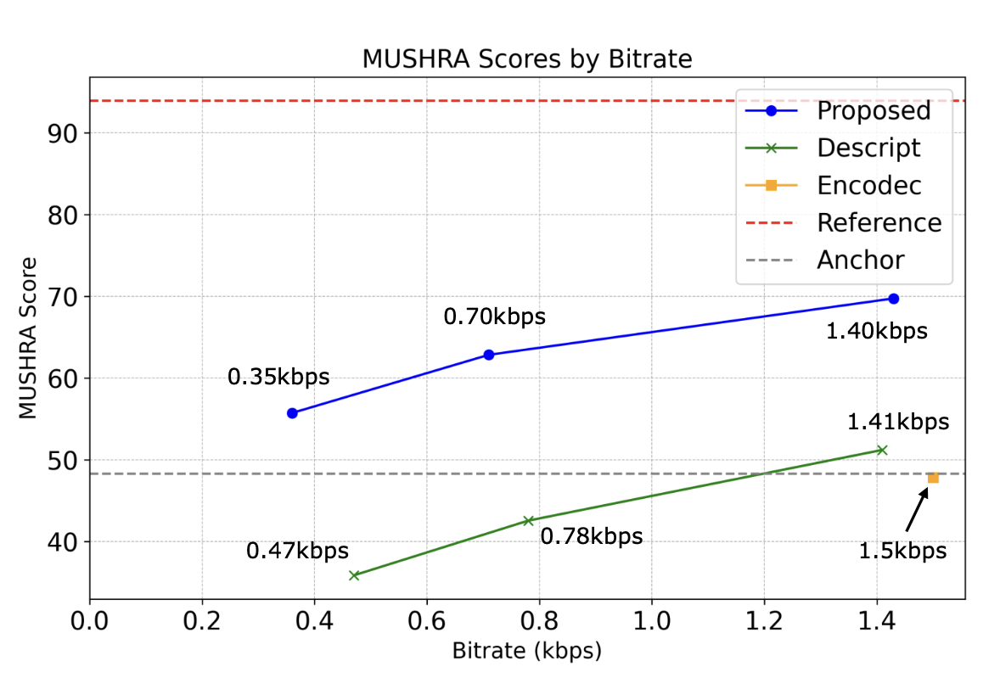 MUSHRA Scores by Bitrate
MUSHRA Score
90
80
70
60
50
40
Proposed
Descript
Encodec
Reference
Anchor
0.70kbps
1.40kbps
0.35kbps
1.41kbps
0.47kbps
0.78kbps
1.5kbps
0.0 0.2 0.4 0.6 0.8 1.0 1.2 1.4
Bitrate (kbps)